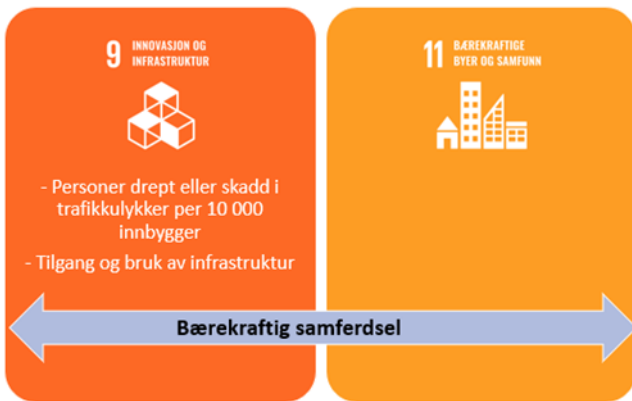 9 INNOVASJON OG
INFRASTRUKTUR
- Personer drept eller skadd i
trafikkulykker per 10 000
innbygger
- Tilgang og bruk av infrastruktur
11 BÆREKRAFTIGE
BYER OG SAMFUNN
Bærekraftig samferdsel